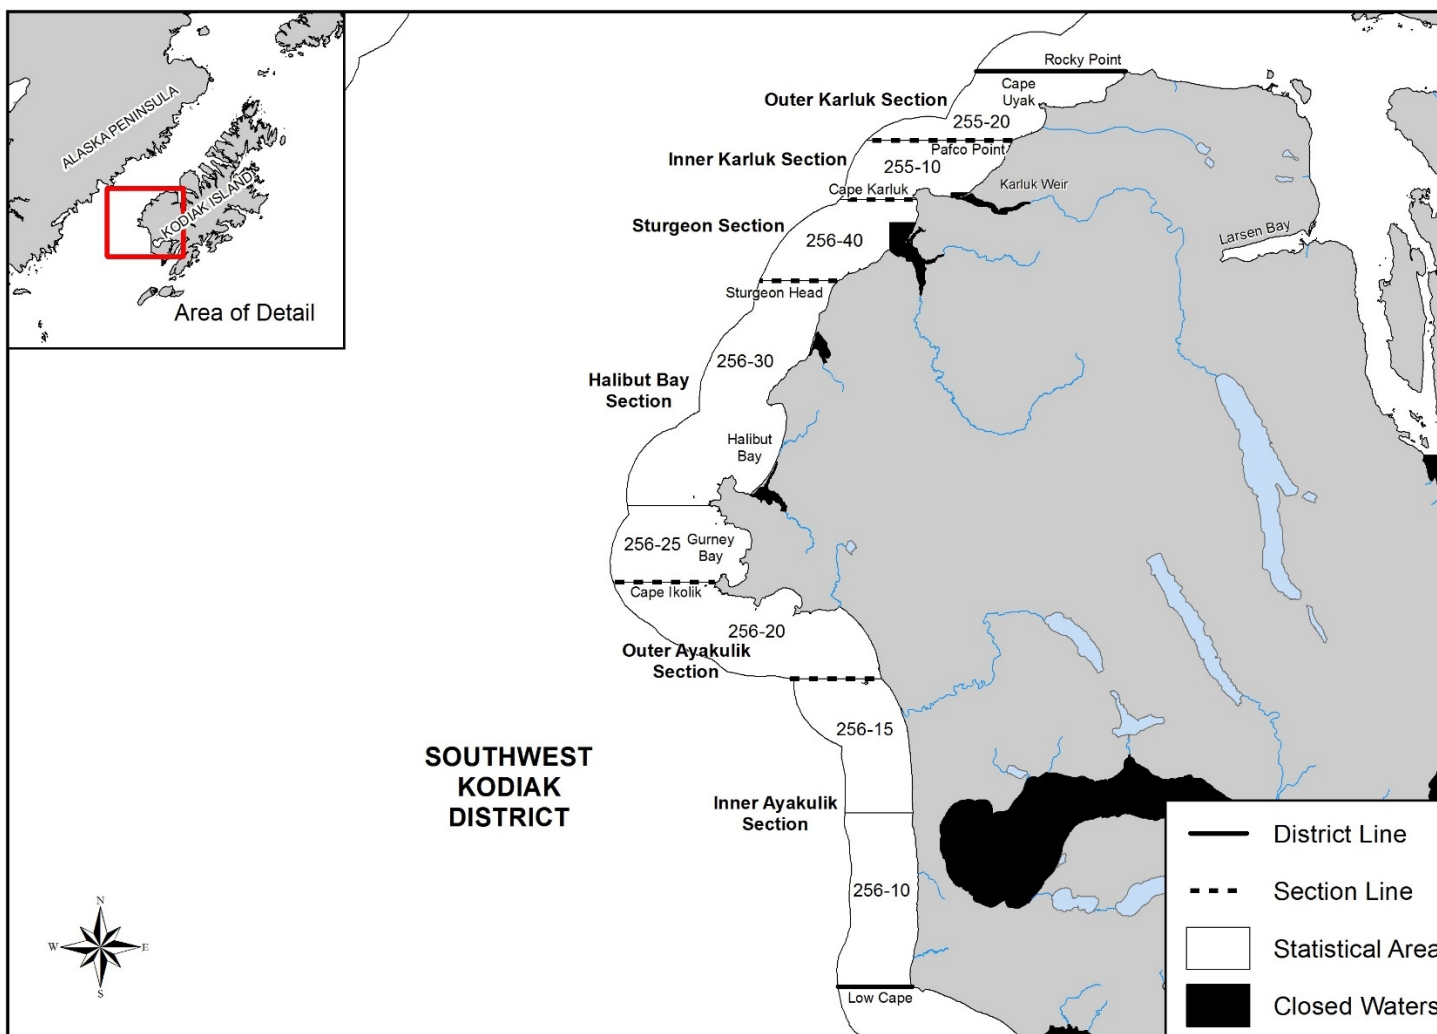 ALASKA PENINSULA
KODIAK ISLAND
Area of Detail
Rocky Point
Cape
Uyak
Outer Karluk Section
255-20
Pafco Point
Inner Karluk Section
255-10
Cape Karluk
Karluk Weir
Sturgeon Section
256-40
Larsen Bay
Sturgeon Head
256-30
Halibut Bay
Section
Halibut
Bay
256-25
Gurney
Bay
Cape Ikolik
256-20
Outer Ayakulik
Section
256-15
SOUTHWEST
KODIAK
DISTRICT
Inner Ayakulik
Section
256-10
Low Cape
N
W
E
S
District Line
Section Line
Statistical Area
Closed Waters